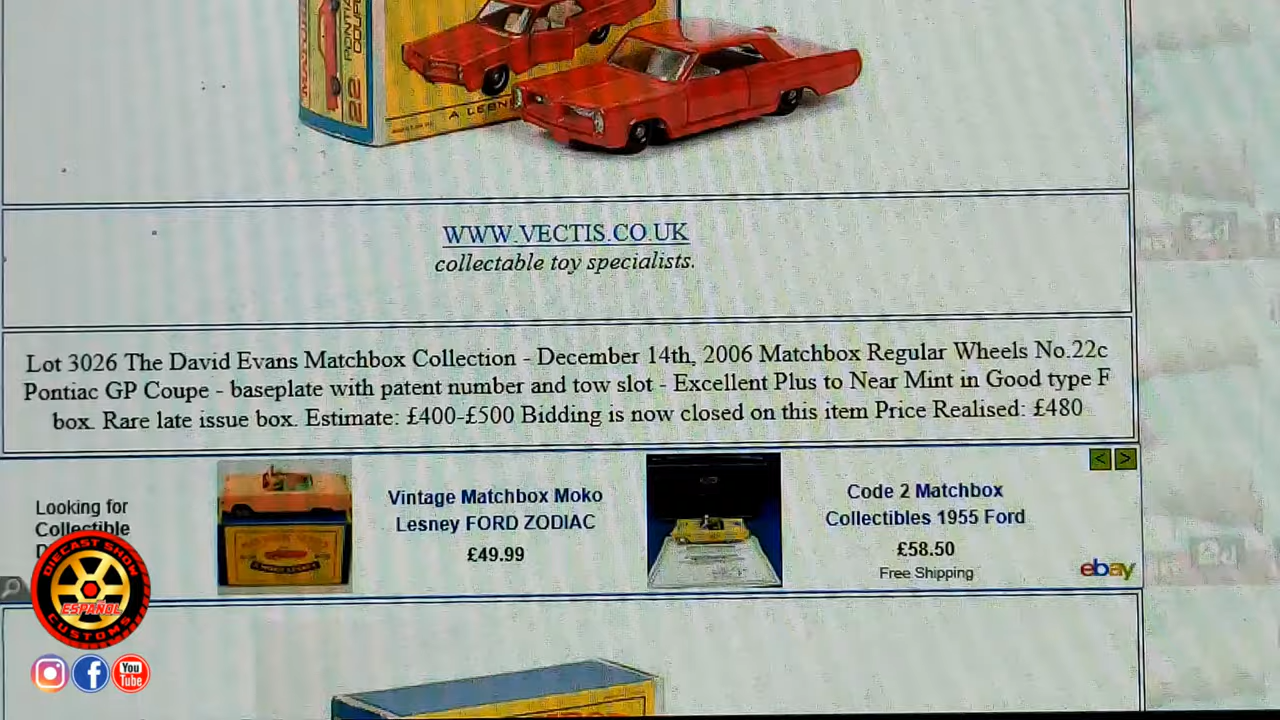 22
PONTIAC
COUPE
A LESN
WWW.VECTIS.CO.UK
collectable toy specialists.
Lot 3026 The David Evans Matchbox Collection - December 14th, 2006 Matchbox Regular Wheels No.22c
Pontiac GP Coupe - baseplate with patent number and tow slot - Excellent Plus to Near Mint in Good type F
box. Rare late issue box. Estimate: £400-£500 Bidding is now closed on this item Price Realised: £480
Looking for
Collectible
Vintage Matchbox Moko
Lesney FORD ZODIAC
£49.99
Code 2 Matchbox
Collectibles 1955 Ford
£58.50
Free Shipping
ebay
< >
DIECAST SHOW
ESPAÑOL
CUSTOMS
You
Tube